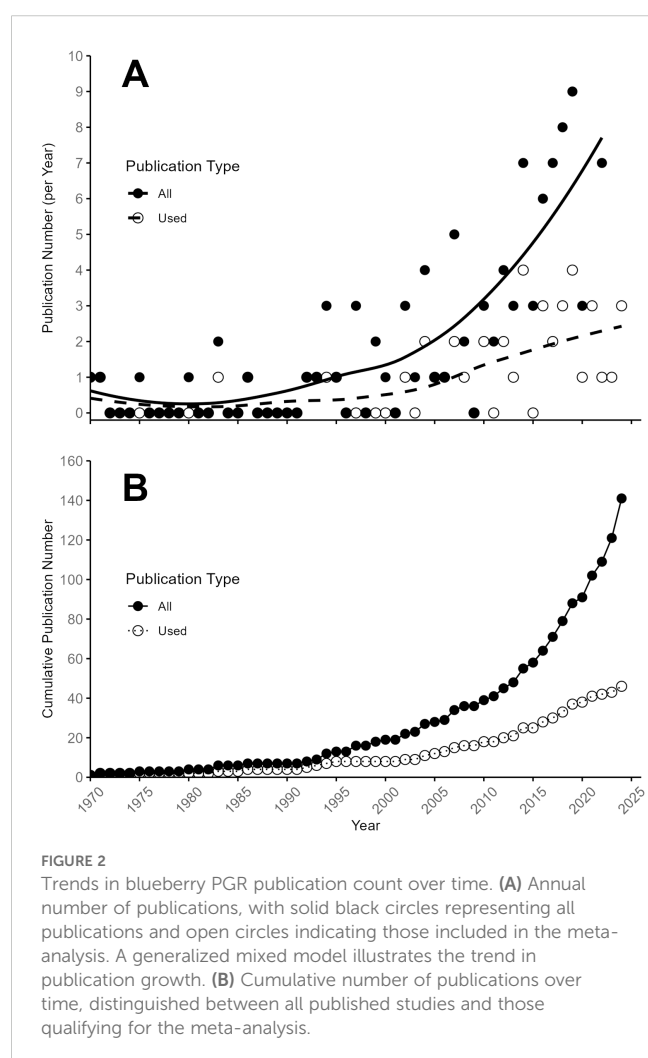 A
10
9
8
7
6
5
4
3
2
1
0
Publication Number (per Year)
Publication Type
All
Used
B
160
140
120
100
80
60
40
20
0
Cumulative Publication Number
Publication Type
All
Used
1970 1975 1980 1985 1990 1995 2000 2005 2010 2015 2020 2025
Year
FIGURE 2
Trends in blueberry PGR publication count over time. (A) Annual
number of publications, with solid black circles representing all
publications and open circles indicating those included in the meta-
analysis. A generalized mixed model illustrates the trend in
publication growth. (B) Cumulative number of publications over
time, distinguished between all published studies and those
qualifying for the meta-analysis.